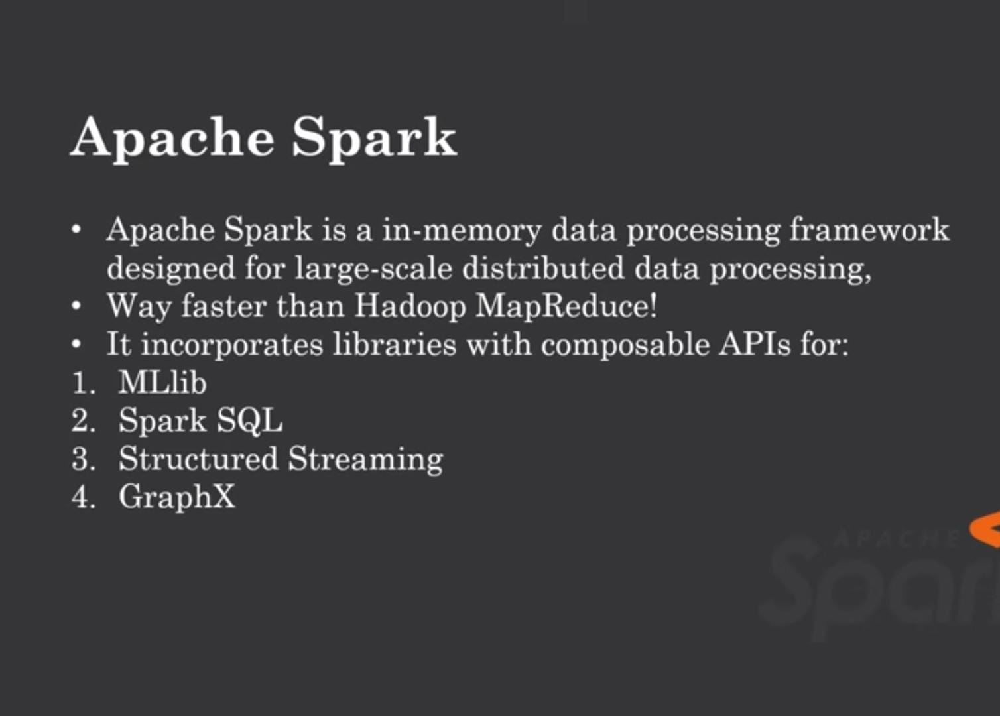 Apache Spark
• Apache Spark is a in-memory data processing framework
designed for large-scale distributed data processing,
• Way faster than Hadoop MapReduce!
• It incorporates libraries with composable APIs for:
1. MLlib
2. Spark SQL
3. Structured Streaming
4. GraphX
APACHE
Spar